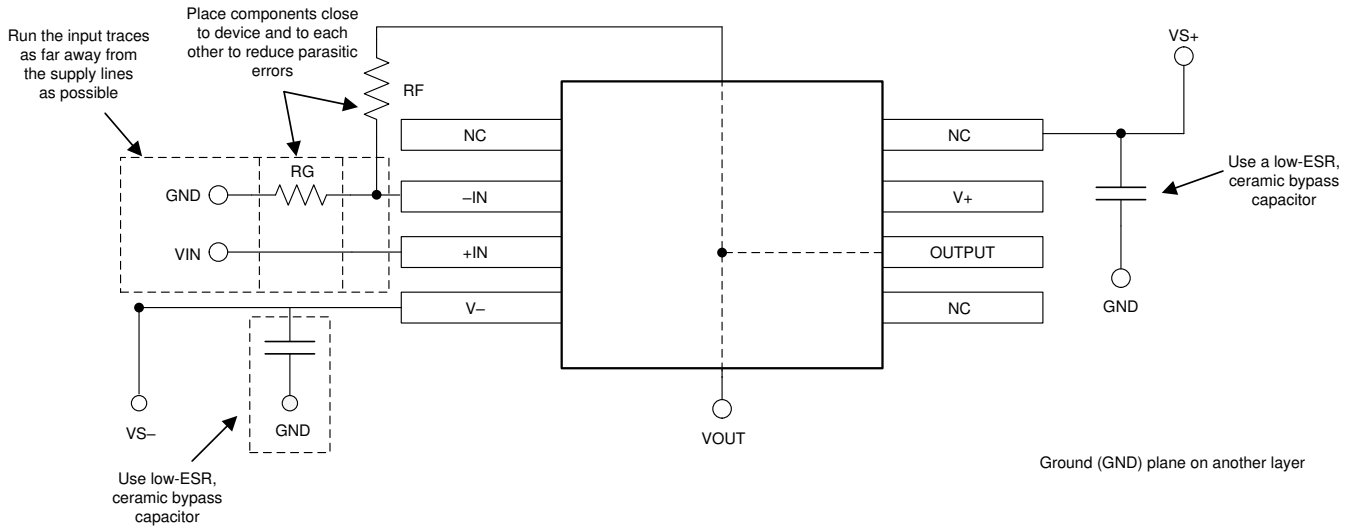 Run the input traces
as far away from
the supply lines
as possible
Place components close
to device and to each
other to reduce parasitic
errors
RF
VS+
NC
NC
Use a low-ESR,
ceramic bypass
capacitor
RG
GND
–IN
V+
VIN
+IN
OUTPUT
GND
V–
NC
VS–
GND
VOUT
Use low-ESR,
ceramic bypass
capacitor
Ground (GND) plane on another layer